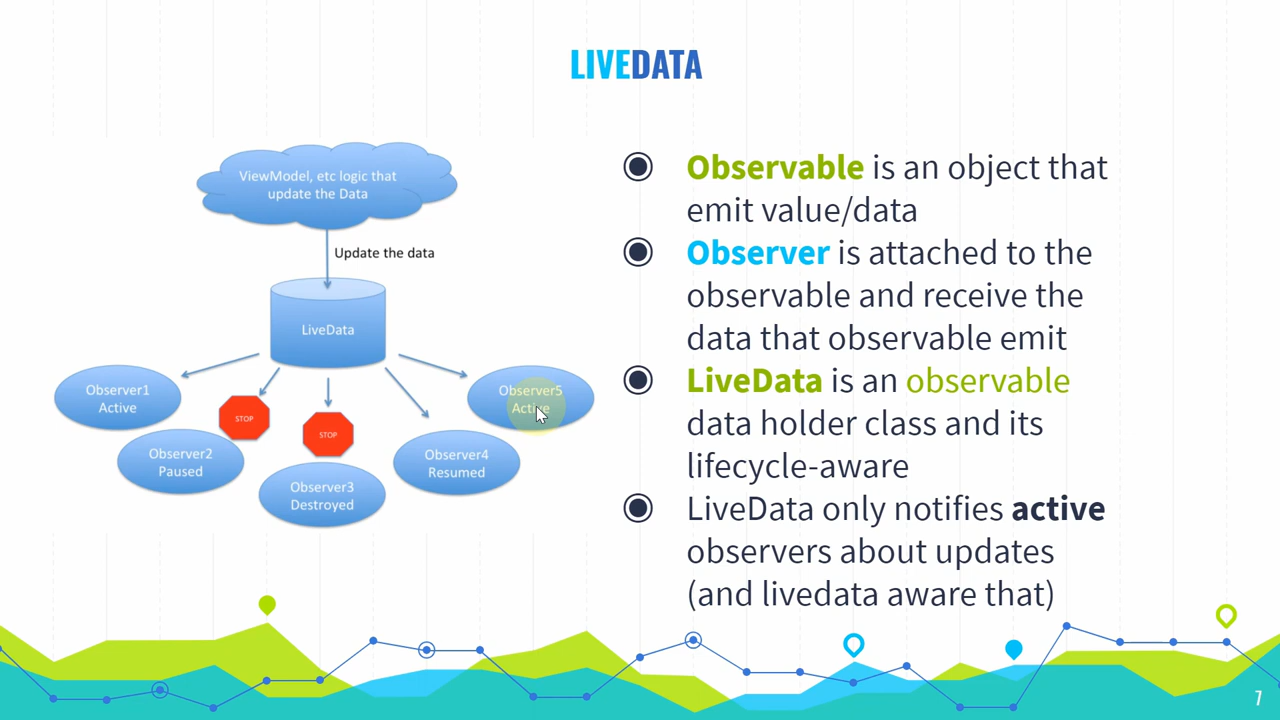 LIVEDATA
ViewModel, etc logic that
update the Data
Update the data
LiveData
Observer1
Active
STOP
Observer2
Paused
STOP
Observer3
Destroyed
Observer4
Resumed
Observer5
Active
Observable is an object that
emit value/data
Observer is attached to the
observable and receive the
data that observable emit
LiveData is an observable
data holder class and its
lifecycle-aware
LiveData only notifies active
observers about updates
(and livedata aware that)
7